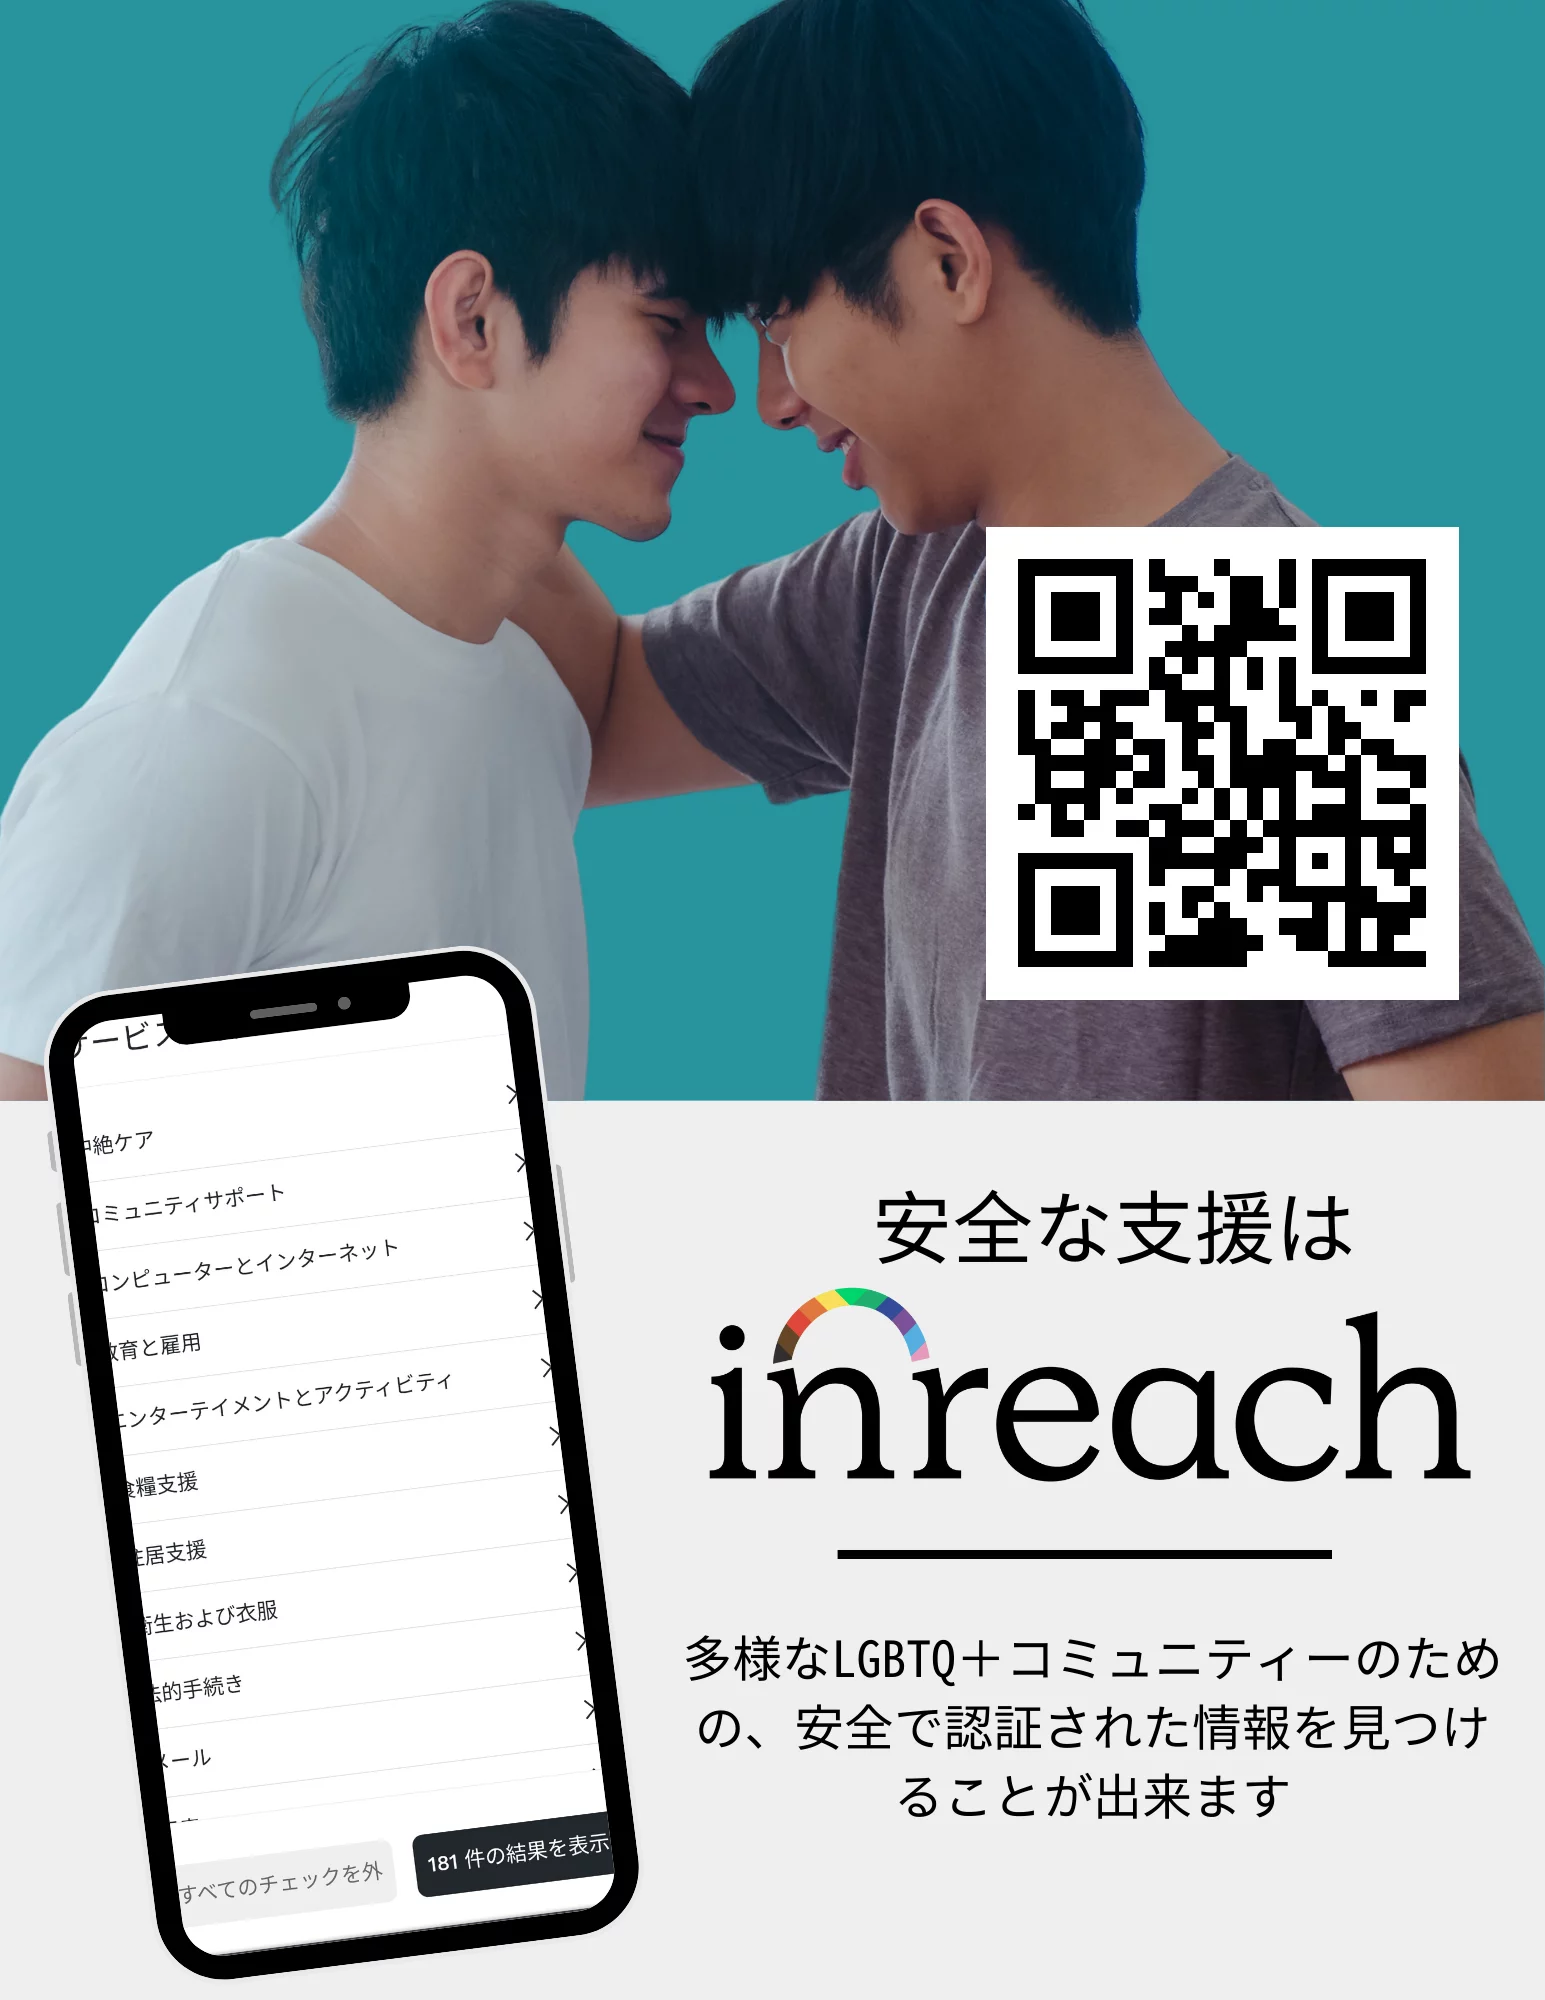 サービス
中絶ケア
コミュニティサポート
コンピューターとインターネット
教育と雇用
エンターテイメントとアクティビティ
食糧支援
住居支援
衛生および衣服
法的手続き
メール
すべてのチェックを外
181 件の結果を表示
安全な支援は
inreach
多様なLGBTQ＋コミュニティーのため
の、安全で認証された情報を見つけ
ることが出来ます